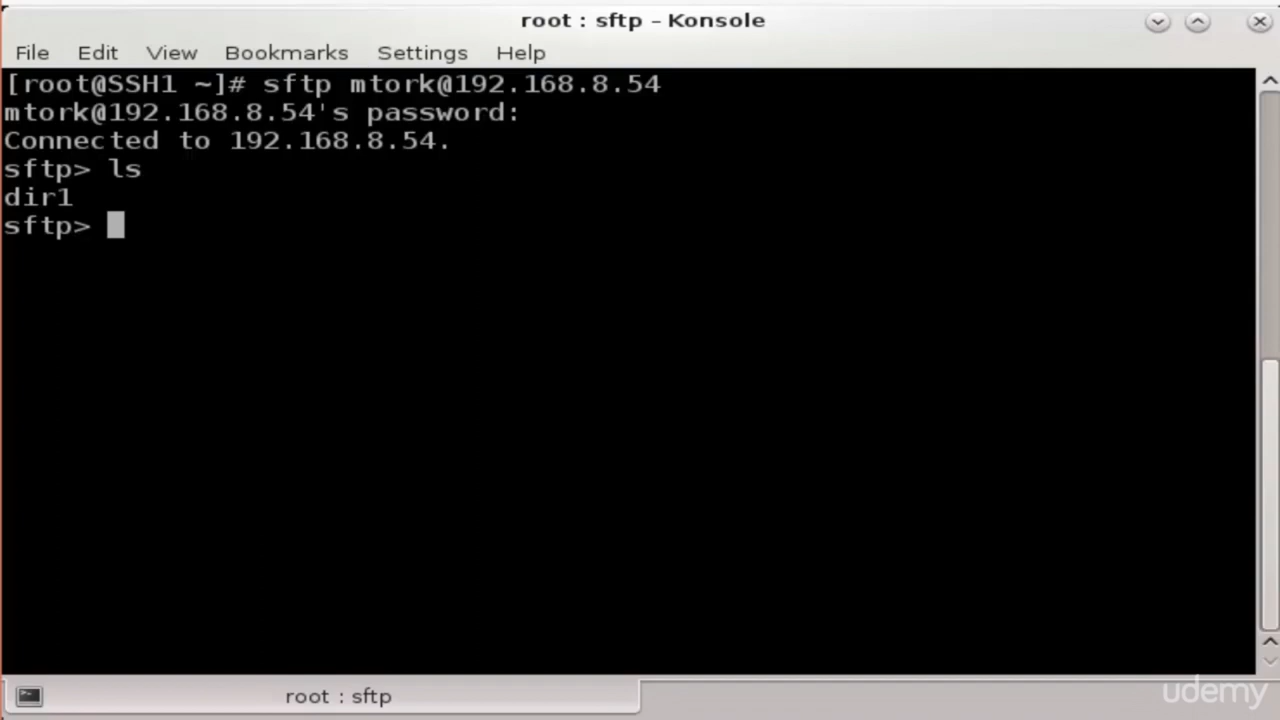 root : sftp – Konsole
File Edit View Bookmarks Settings Help
[root@SSH1 ~]# sftp mtork@192.168.8.54
mtork@192.168.8.54's password:
Connected to 192.168.8.54.
sftp> ls
dir1
sftp>
root : sftp
udemy